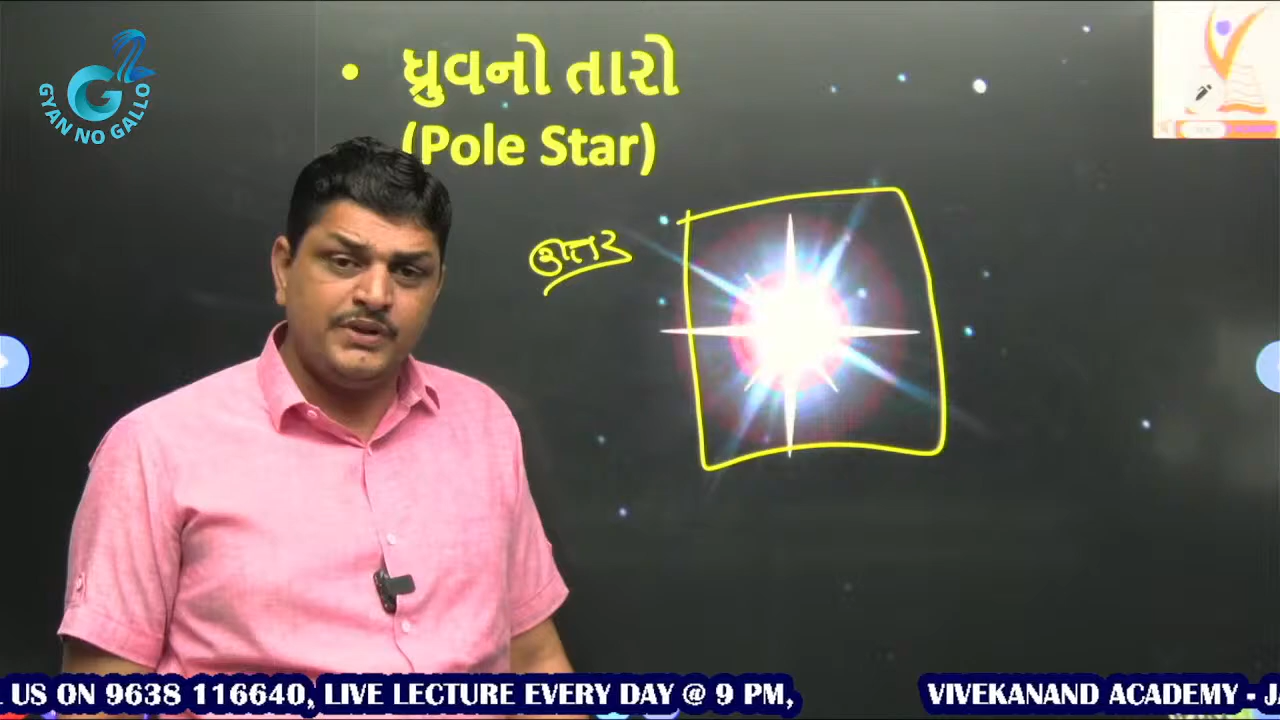 GYAN NO GALLO
• ધ્રુવનો તારો
(Pole Star)
ઉત્તર
L US ON 9638 116640, LIVE LECTURE EVERY DAY @ 9 PM,
VIVEKANAND ACADEMY - JA